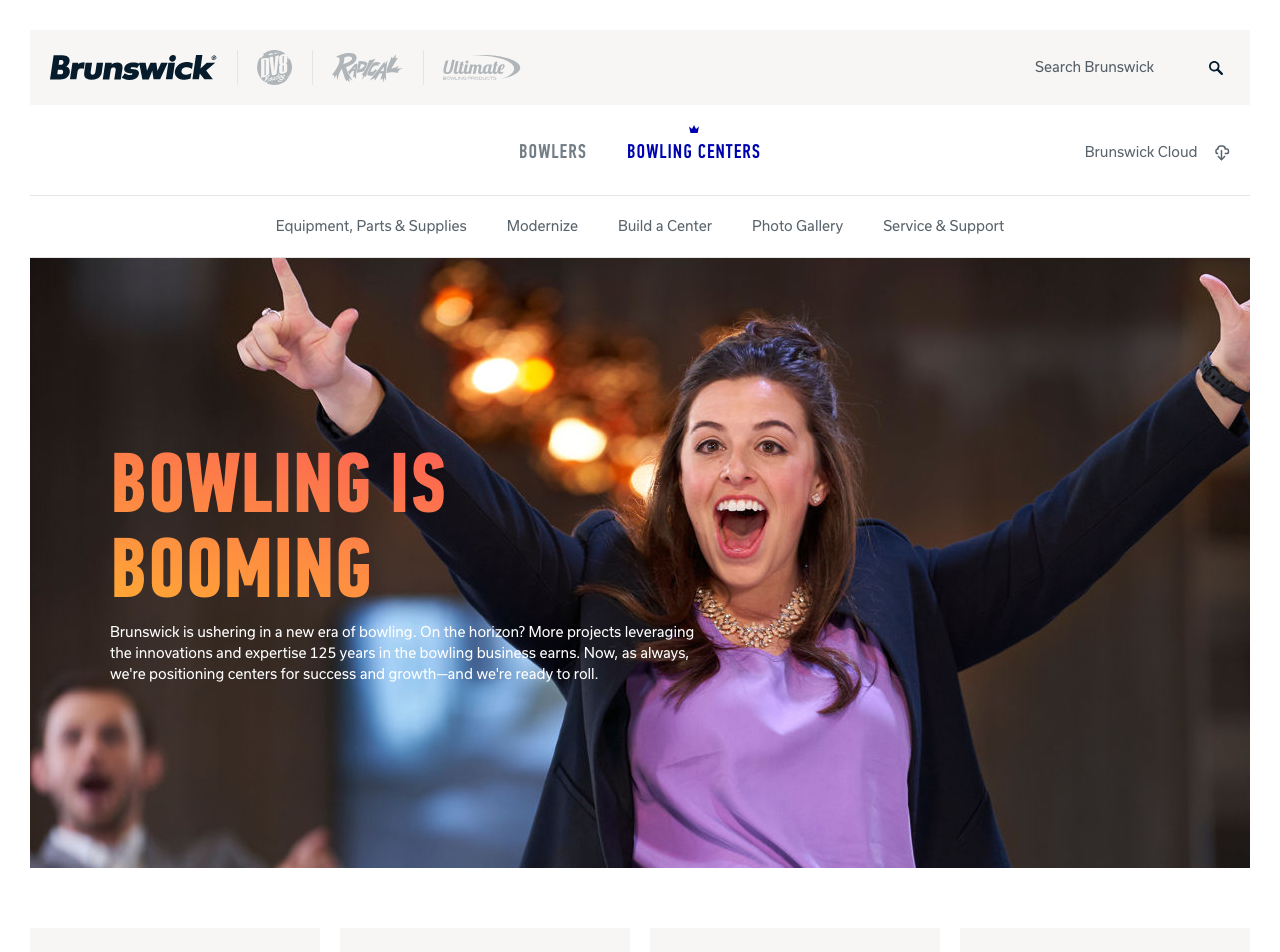 Brunswick
DV8
RADICAL
Ultimate
BOWLING PRODUCTS
Search Brunswick
BOWLERS
BOWLING CENTERS
Brunswick Cloud
Equipment, Parts & Supplies
Modernize
Build a Center
Photo Gallery
Service & Support
BOWLING IS
BOOMING
Brunswick is ushering in a new era of bowling. On the horizon? More projects leveraging
the innovations and expertise 125 years in the bowling business earns. Now, as always,
we're positioning centers for success and growth—and we're ready to roll.